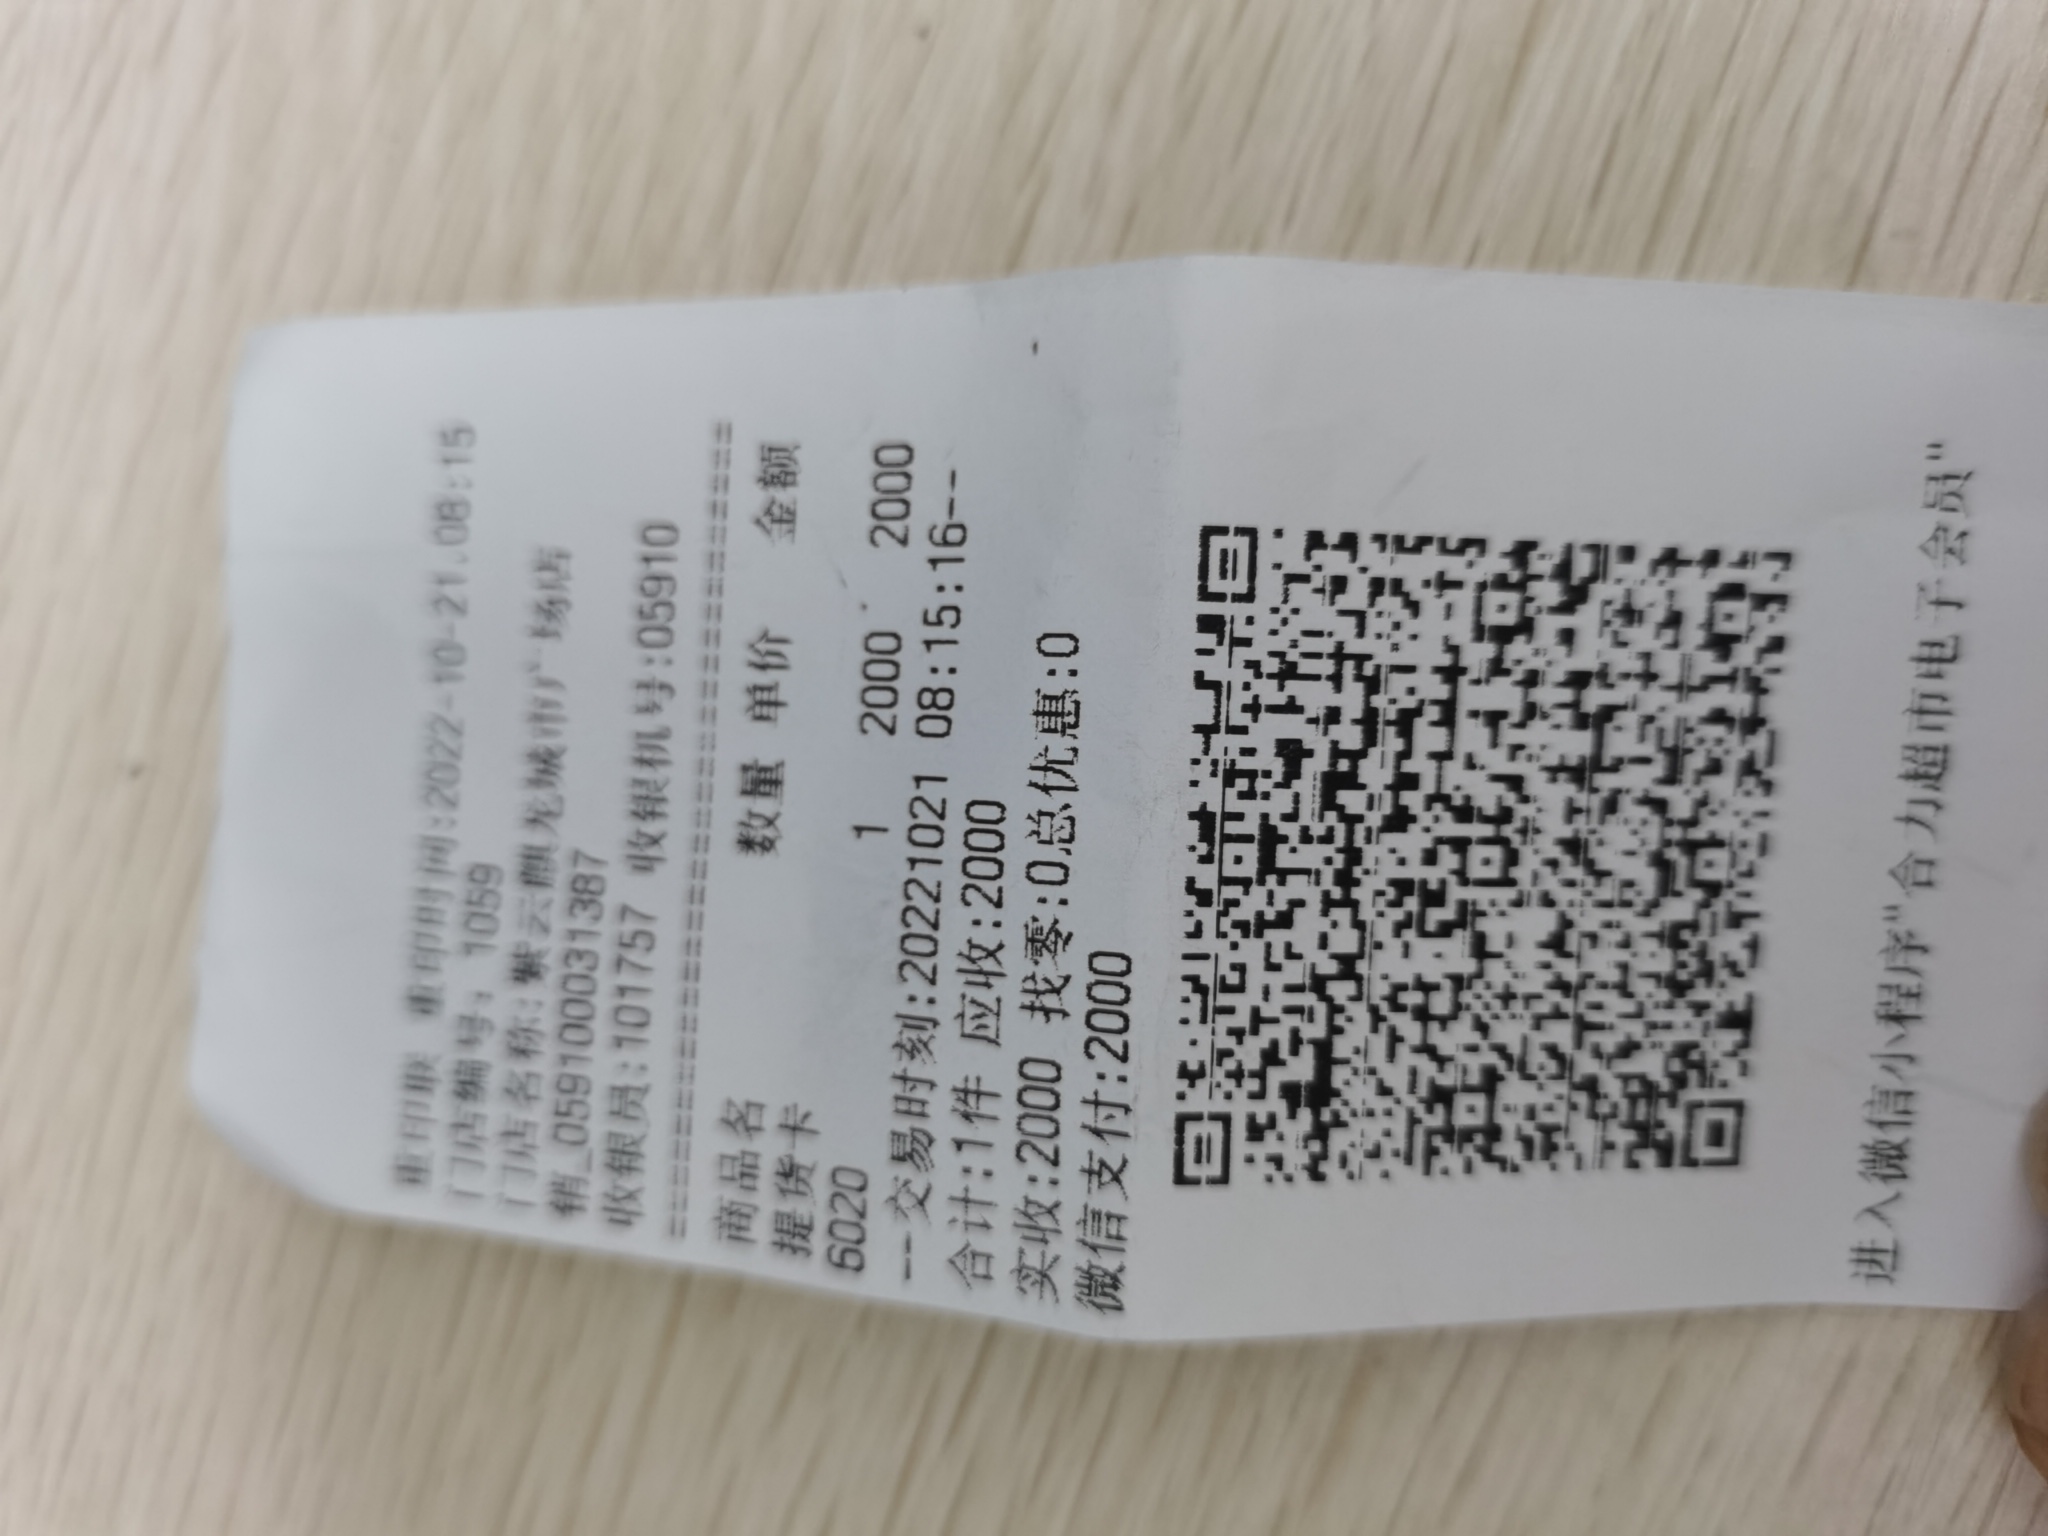 重印联 重印时间:2022-10-21.08:15
门店编号: 1059
门店名称:紫云麒龙城市广场店
销_059100031387
收银员:101757 收银机号:05910
================================
商品名 数量 单价 金额
提货卡
6020 1 2000 2000
--交易时刻:20221021 08:15:16---
合计:1件 应收:2000
实收:2000 找零:0总优惠:0
微信支付:2000
进入微信小程序"合力超市电子会员"